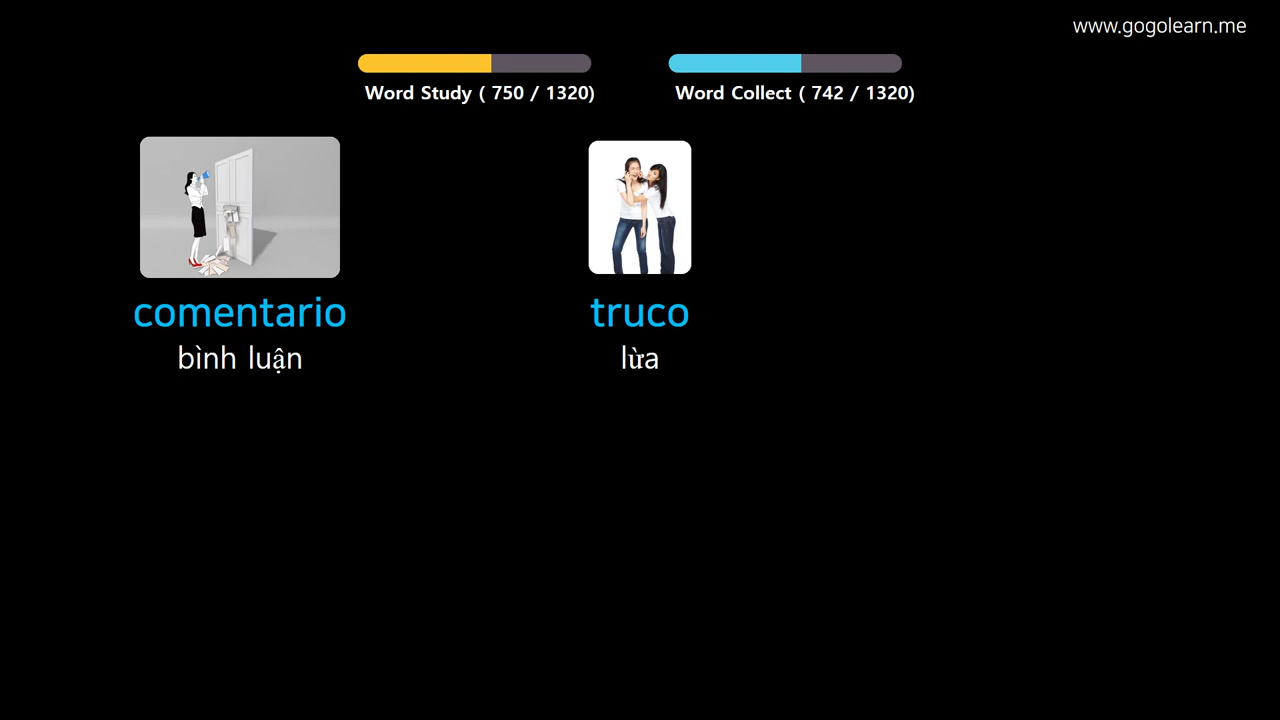 www.gogolearn.me
Word Study ( 750 / 1320)
Word Collect ( 742 / 1320)
comentario
bình luận
truco
lừa